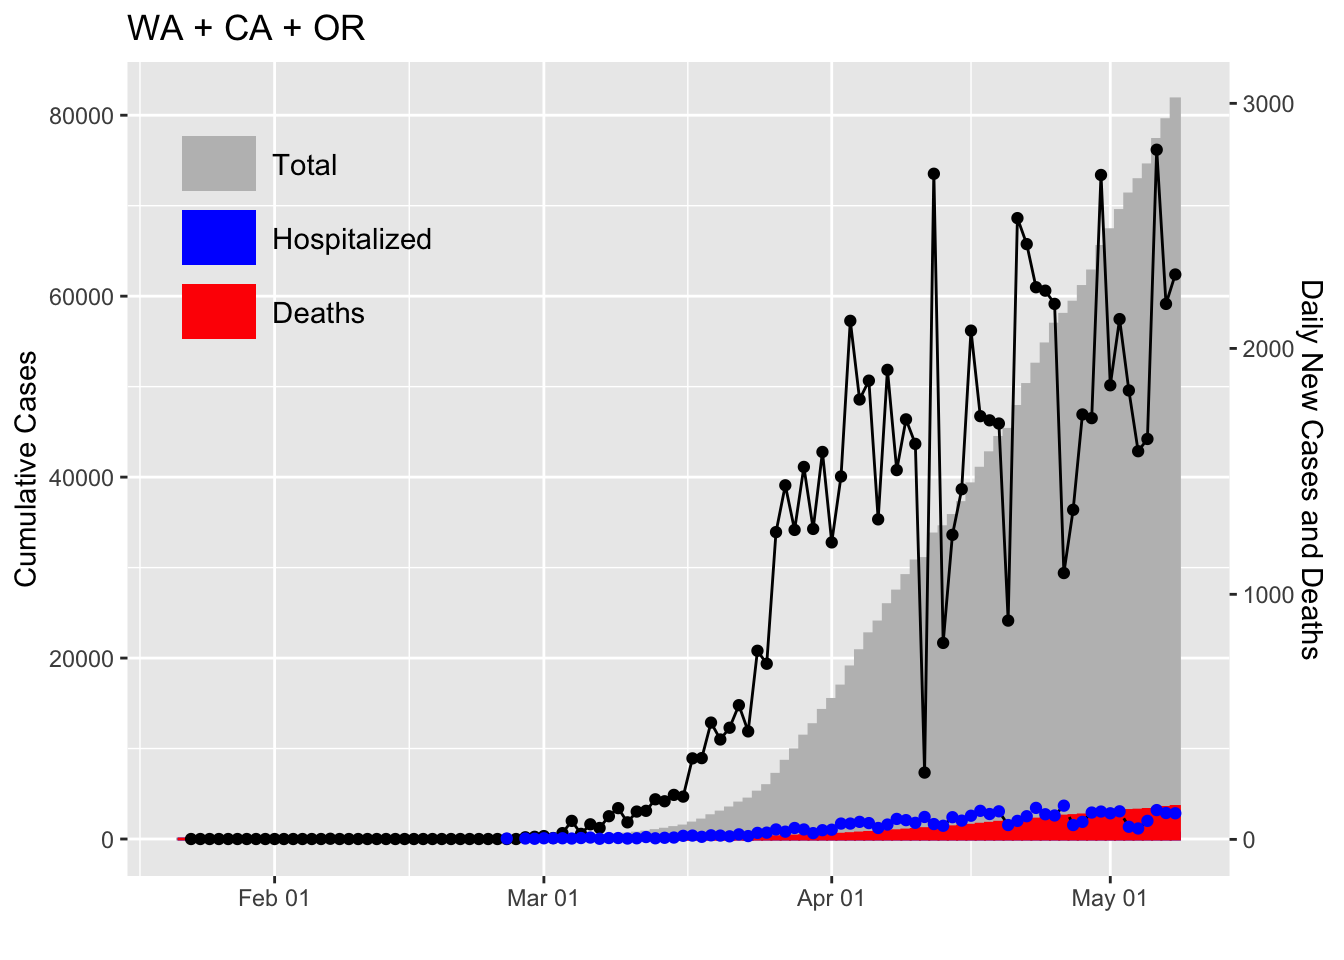 WA + CA + OR
Total
Hospitalized
Deaths
Cumulative Cases
80000
60000
40000
20000
0
Daily New Cases and Deaths
3000
2000
1000
0
Feb 01
Mar 01
Apr 01
May 01